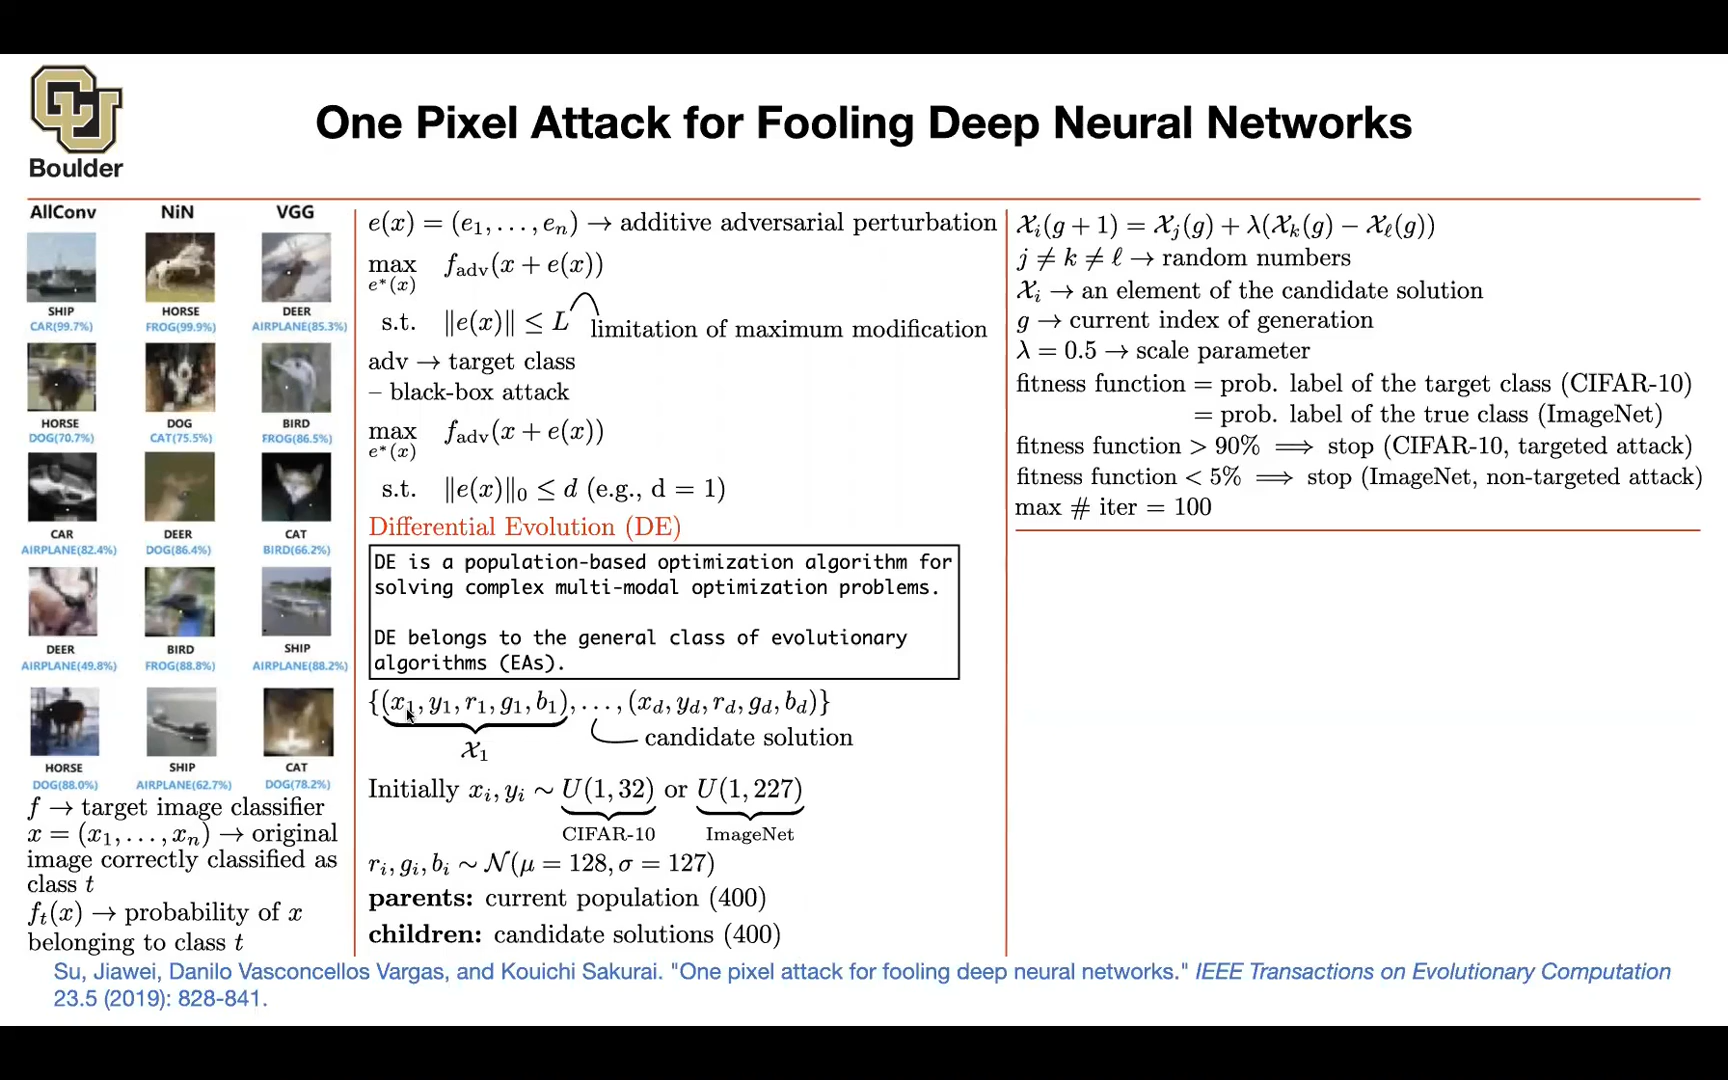 Boulder
One Pixel Attack for Fooling Deep Neural Networks
AllConv NiN VGG
SHIP HORSE DEER
CAR(99.7%) FROG(99.9%) AIRPLANE(85.3%)
HORSE DOG BIRD
DOG(70.7%) CAT(75.5%) FROG(86.5%)
CAR DEER CAT
AIRPLANE(82.4%) DOG(86.4%) BIRD(66.2%)
DEER BIRD SHIP
AIRPLANE(49.8%) FROG(88.8%) AIRPLANE(88.2%)
HORSE SHIP CAT
DOG(88.0%) AIRPLANE(62.7%) DOG(78.2%)
f → target image classifier
x = (x₁, . . . , xₙ) → original
image correctly classified as
class t
fₜ(x) → probability of x
belonging to class t
e(x) = (e₁, . . . , eₙ) → additive adversarial perturbation
max f_adv(x + e(x))
e*(x)
s.t. ‖e(x)‖ ≤ L
limitation of maximum modification
adv → target class
– black-box attack
max f_adv(x + e(x))
e*(x)
s.t. ‖e(x)‖₀ ≤ d (e.g., d = 1)
Differential Evolution (DE)
DE is a population-based optimization algorithm for
solving complex multi-modal optimization problems.
DE belongs to the general class of evolutionary
algorithms (EAs).
{(x₁, y₁, r₁, g₁, b₁), . . . , (x_d, y_d, r_d, g_d, b_d)}
𝒳₁ candidate solution
Initially xᵢ, yᵢ ∼ U(1, 32) or U(1, 227)
CIFAR-10 ImageNet
rᵢ, gᵢ, bᵢ ∼ 𝒩(μ = 128, σ = 127)
parents: current population (400)
children: candidate solutions (400)
𝒳ᵢ(g + 1) = 𝒳ⱼ(g) + λ(𝒳ₖ(g) − 𝒳_ℓ(g))
j ≠ k ≠ ℓ → random numbers
𝒳ᵢ → an element of the candidate solution
g → current index of generation
λ = 0.5 → scale parameter
fitness function = prob. label of the target class (CIFAR-10)
= prob. label of the true class (ImageNet)
fitness function > 90% ⟹ stop (CIFAR-10, targeted attack)
fitness function < 5% ⟹ stop (ImageNet, non-targeted attack)
max # iter = 100
Su, Jiawei, Danilo Vasconcellos Vargas, and Kouichi Sakurai. "One pixel attack for fooling deep neural networks." IEEE Transactions on Evolutionary Computation
23.5 (2019): 828-841.